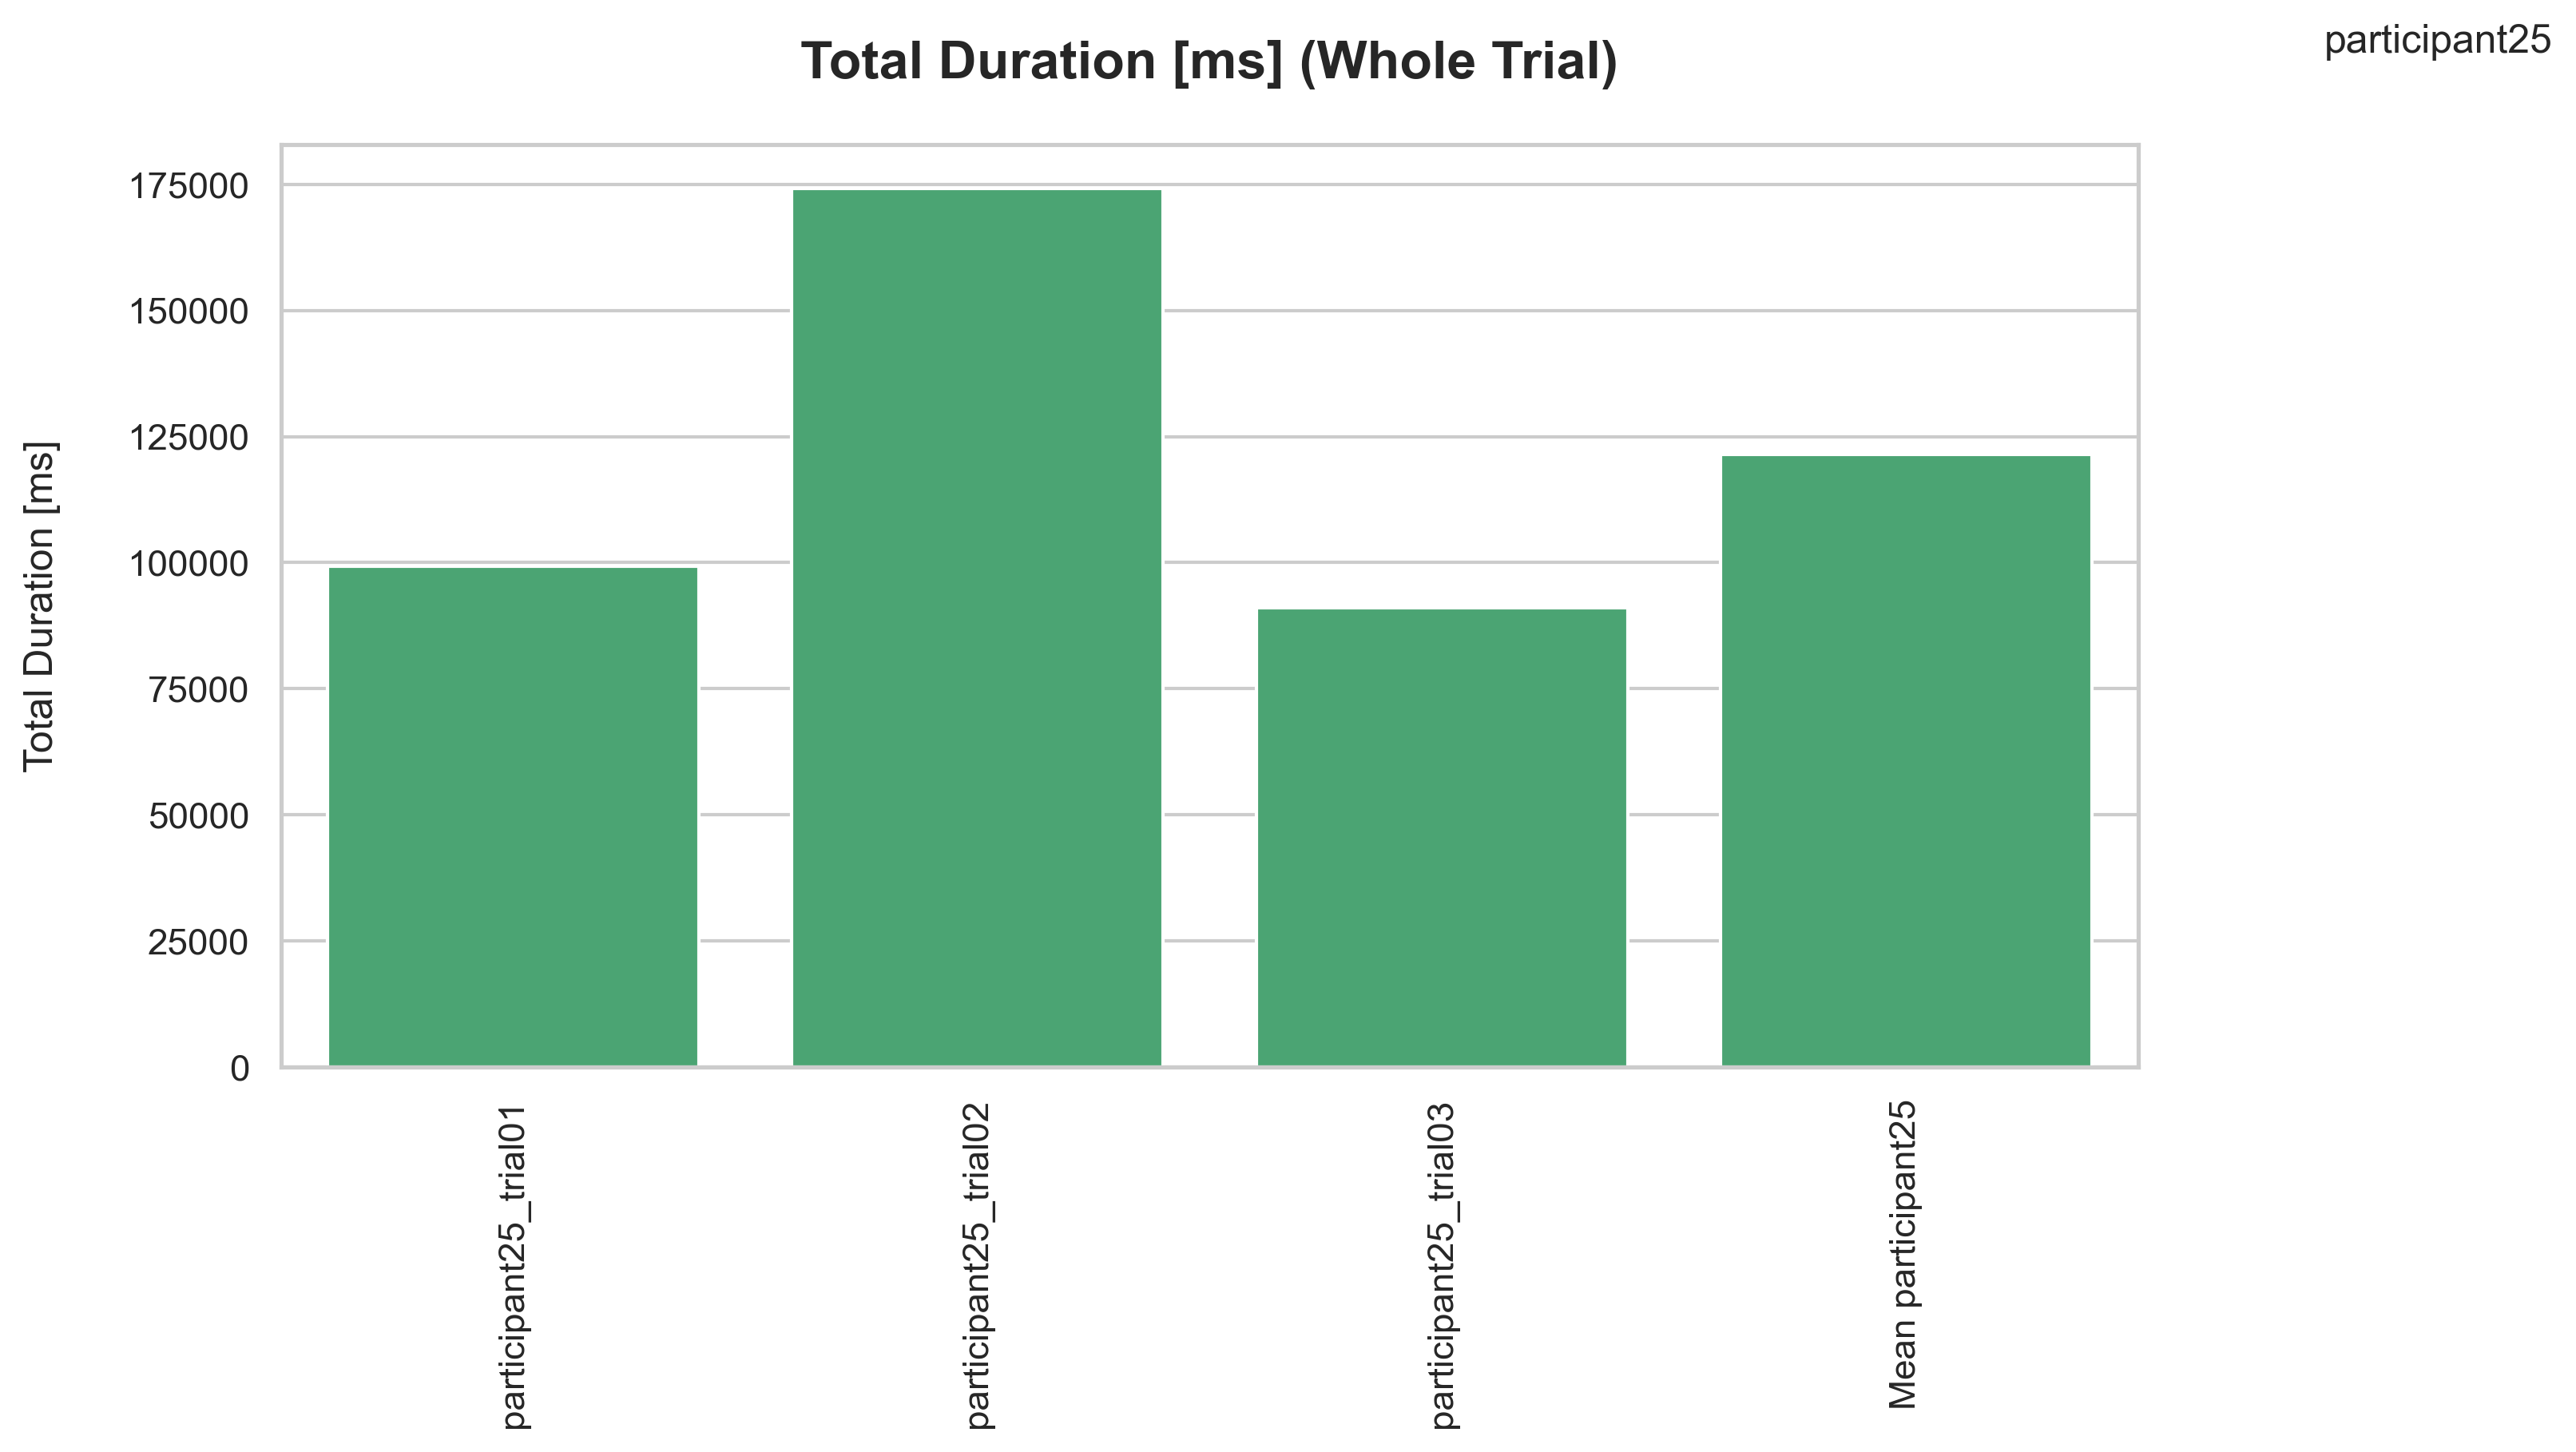 participant25
Total Duration [ms] (Whole Trial)
Total Duration [ms]
175000
150000
125000
100000
75000
50000
25000
0
participant25_trial01
participant25_trial02
participant25_trial03
Mean participant25